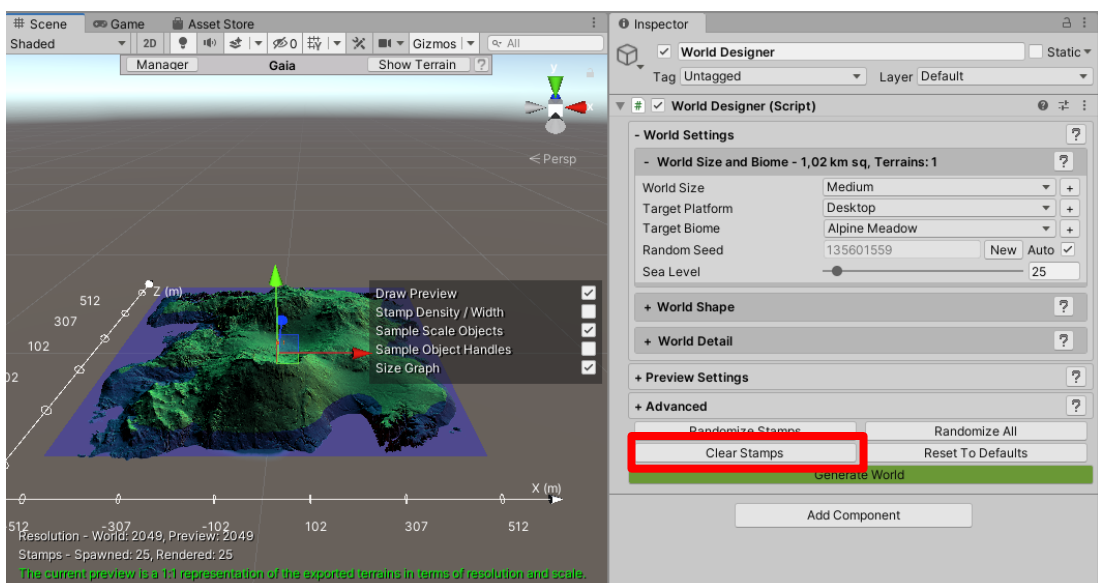 Scene Game Asset Store
Shaded 2D 0 Gizmos All
Manager Gaia Show Terrain ?
y
x
Persp
Z (m)
512
307
102
02
Draw Preview
Stamp Density / Width
Sample Scale Objects
Sample Object Handles
Size Graph
X (m)
-512 -307 -102 102 307 512
Resolution - World: 2049, Preview: 2049
Stamps - Spawned: 25, Rendered: 25
The current preview is a 1:1 representation of the exported terrains in terms of resolution and scale.
Inspector
World Designer Static
Tag Untagged Layer Default
# World Designer (Script)
- World Settings ?
- World Size and Biome - 1,02 km sq, Terrains: 1 ?
World Size Medium +
Target Platform Desktop +
Target Biome Alpine Meadow +
Random Seed 135601559 New Auto
Sea Level 25
+ World Shape ?
+ World Detail ?
+ Preview Settings ?
+ Advanced ?
Randomize Stamps Randomize All
Clear Stamps Reset To Defaults
Generate World
Add Component